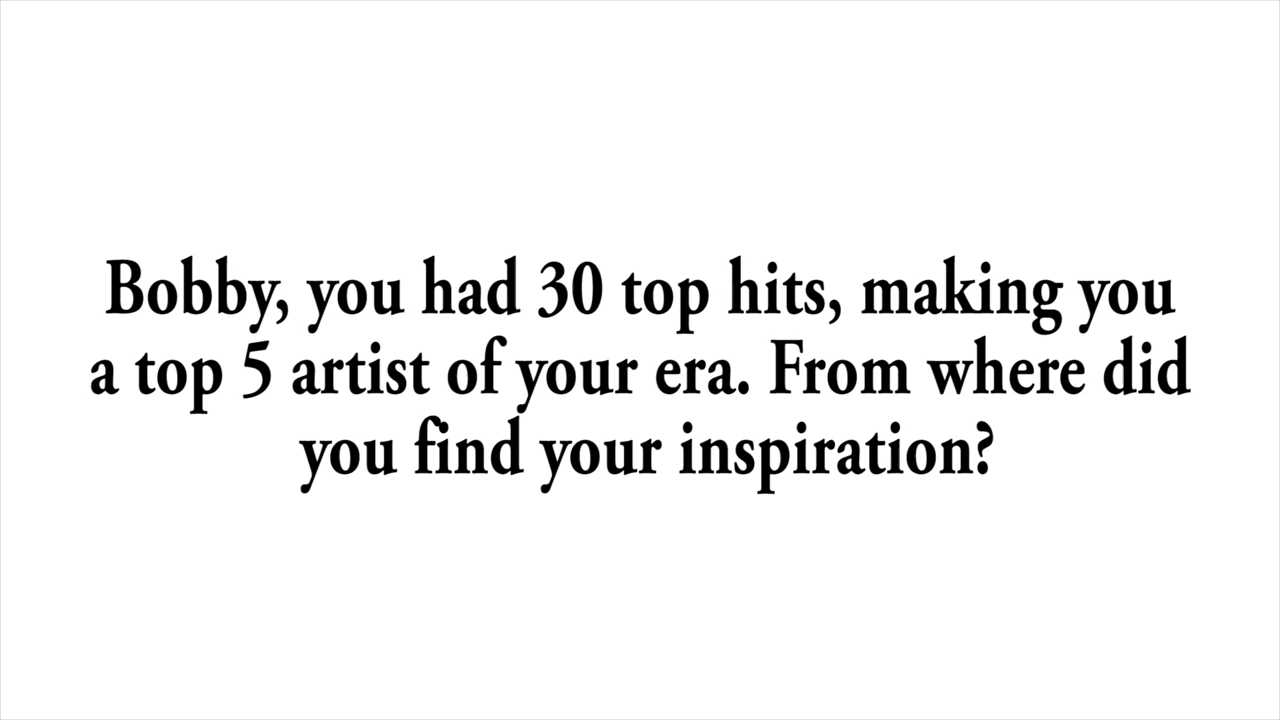 Bobby, you had 30 top hits, making you
a top 5 artist of your era. From where did
you find your inspiration?